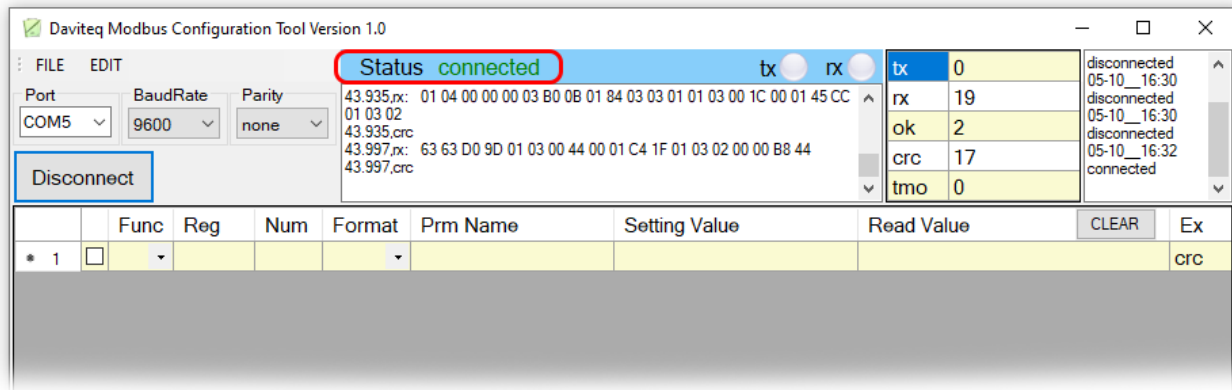 Daviteq Modbus Configuration Tool Version 1.0
FILE EDIT
Status connected
tx rx
Port BaudRate Parity
COM5 9600 none
Disconnect
43.935,rx: 01 04 00 00 00 03 B0 0B 01 84 03 03 01 01 03 00 1C 00 01 45 CC
01 03 02
43.935,crc
43.997,rx: 63 63 D0 9D 01 03 00 44 00 01 C4 1F 01 03 02 00 00 B8 44
43.997,crc
tx 0
rx 19
ok 2
crc 17
tmo 0
disconnected
05-10__16:30
disconnected
05-10__16:30
disconnected
05-10__16:32
connected
Func Reg Num Format Prm Name Setting Value Read Value CLEAR Ex
* 1 crc